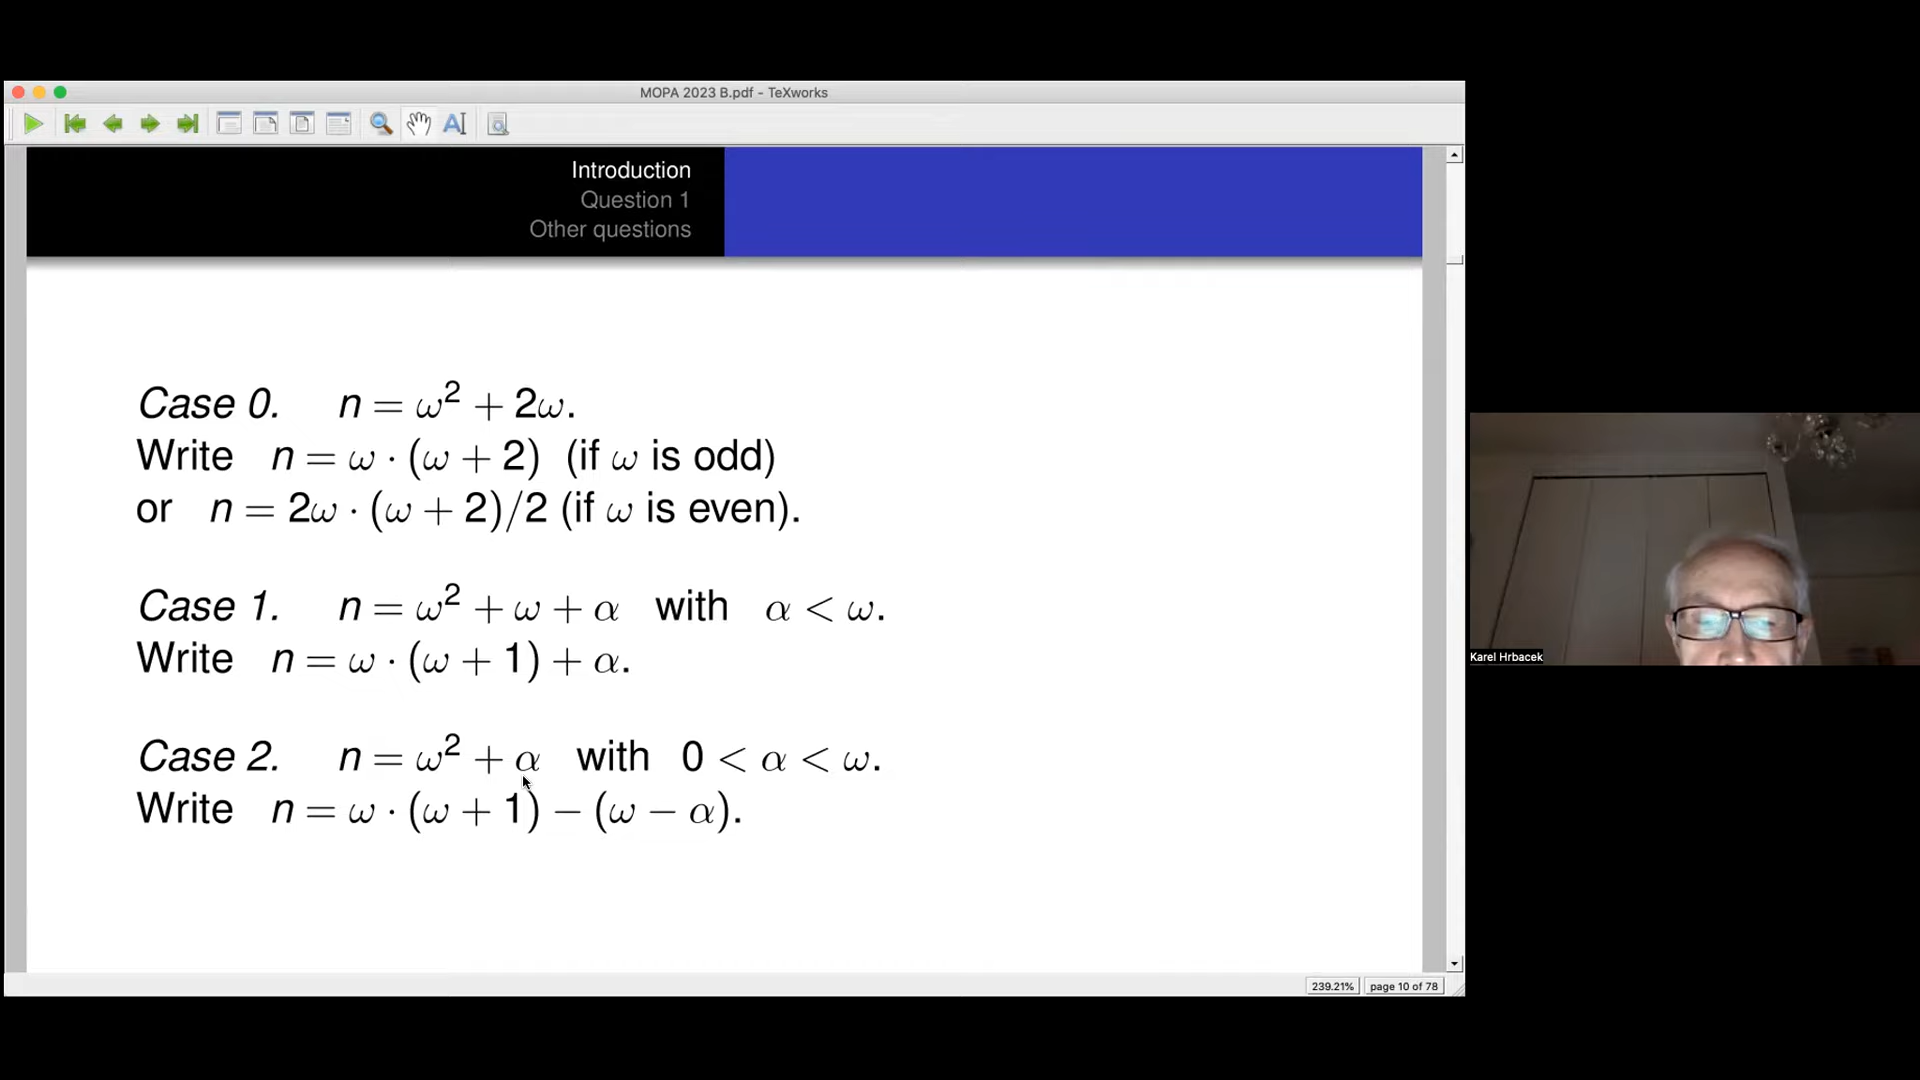 MOPA 2023 B.pdf - TeXworks
Introduction
Question 1
Other questions
Case 0. n = ω² + 2ω.
Write n = ω · (ω + 2) (if ω is odd)
or n = 2ω · (ω + 2)/2 (if ω is even).
Case 1. n = ω² + ω + α with α < ω.
Write n = ω · (ω + 1) + α.
Case 2. n = ω² + α with 0 < α < ω.
Write n = ω · (ω + 1) − (ω − α).
Karel Hrbacek
239.21% page 10 of 78